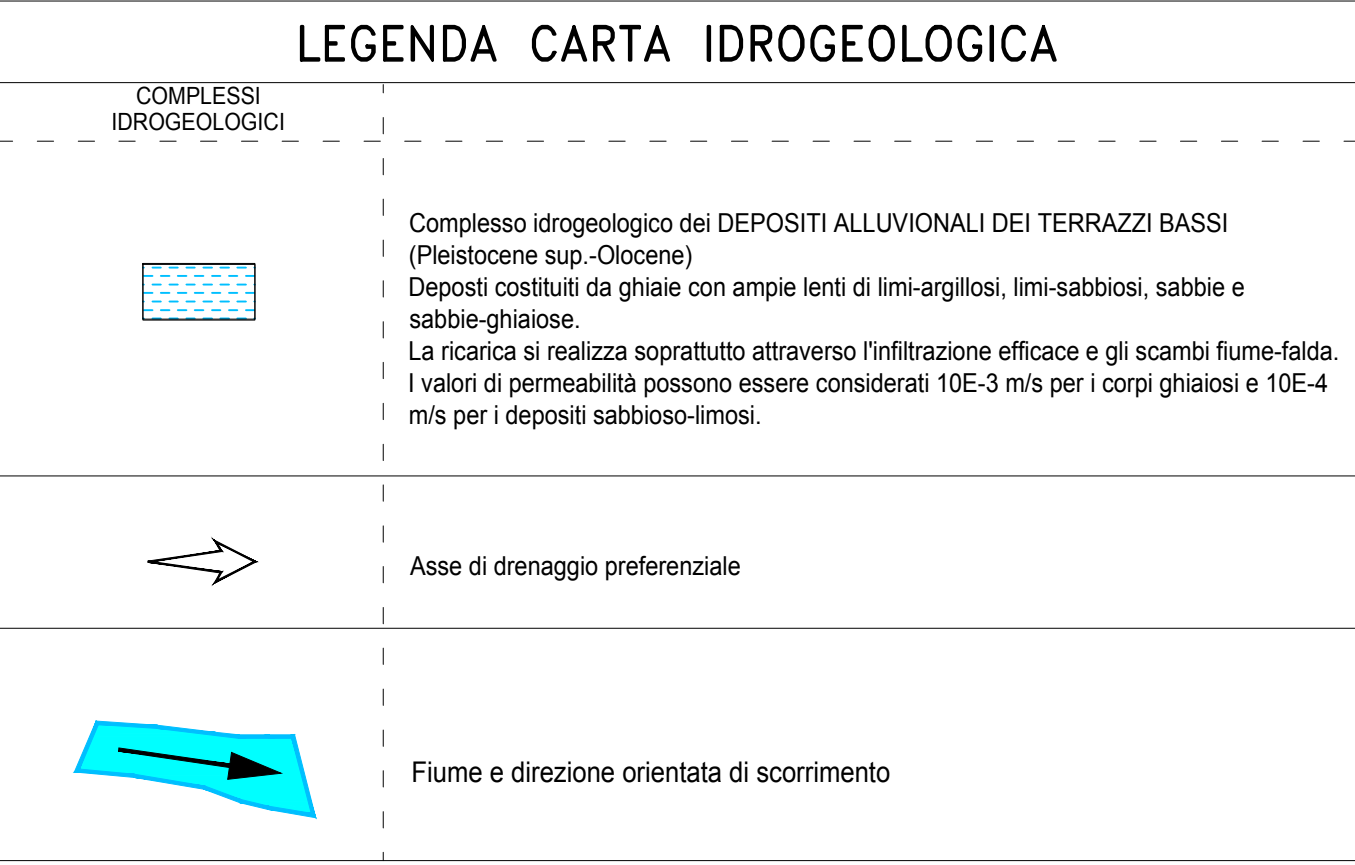 LEGENDA CARTA IDROGEOLOGICA
COMPLESSI
IDROGEOLOGICI
Complesso idrogeologico dei DEPOSITI ALLUVIONALI DEI TERRAZZI BASSI
(Pleistocene sup.-Olocene)
Deposti costituiti da ghiaie con ampie lenti di limi-argillosi, limi-sabbiosi, sabbie e
sabbie-ghiaiose.
La ricarica si realizza soprattutto attraverso l'infiltrazione efficace e gli scambi fiume-falda.
I valori di permeabilità possono essere considerati 10E-3 m/s per i corpi ghiaiosi e 10E-4
m/s per i depositi sabbioso-limosi.
Asse di drenaggio preferenziale
Fiume e direzione orientata di scorrimento